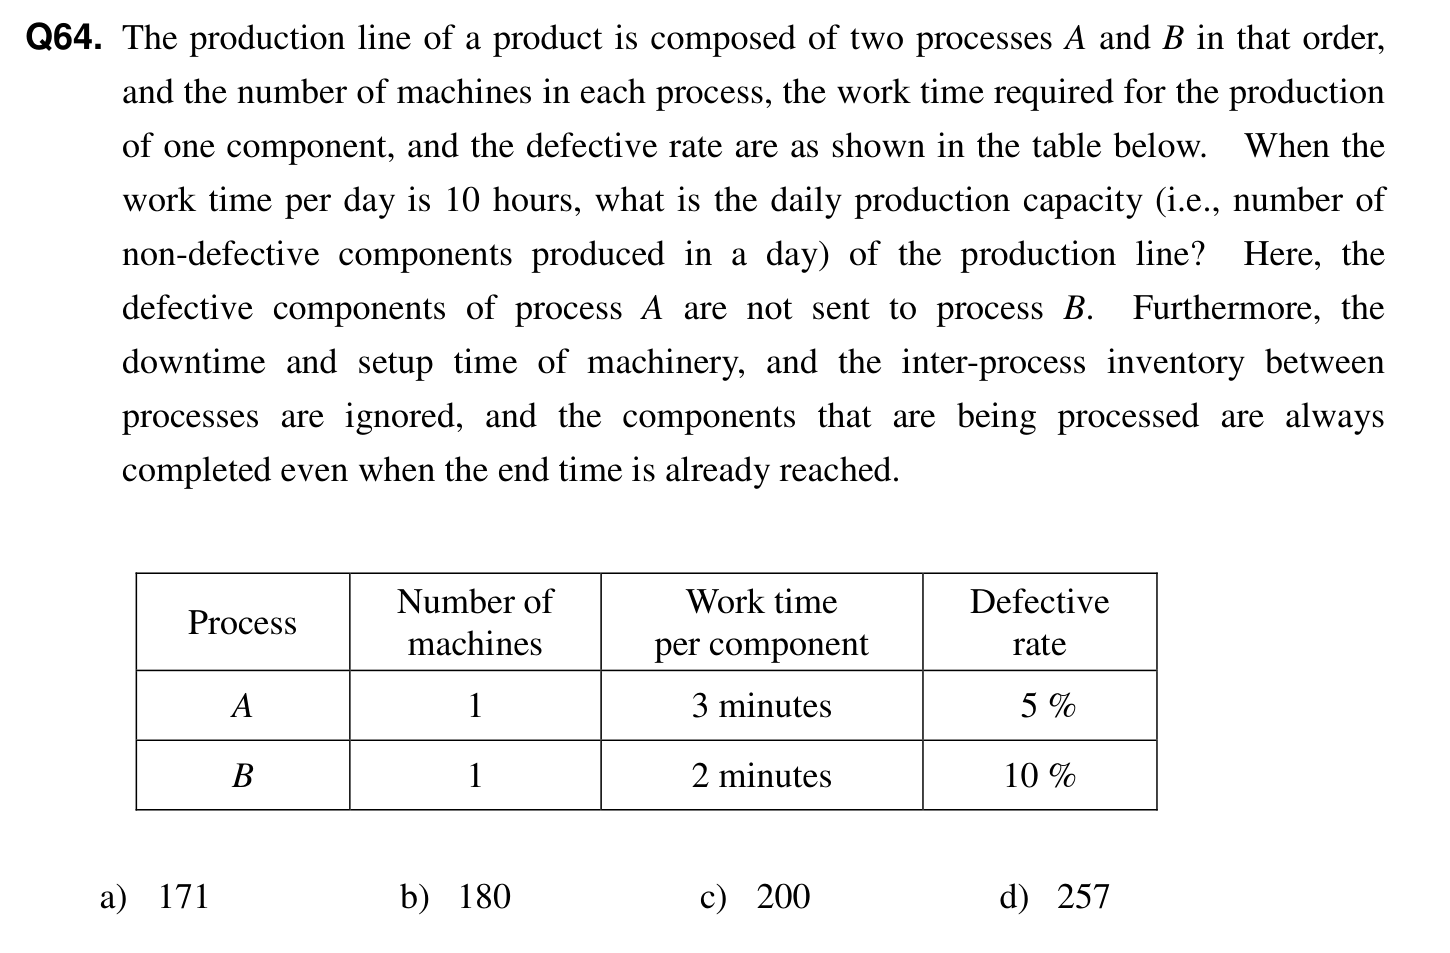 Q64. The production line of a product is composed of two processes A and B in that order,
and the number of machines in each process, the work time required for the production
of one component, and the defective rate are as shown in the table below. When the
work time per day is 10 hours, what is the daily production capacity (i.e., number of
non-defective components produced in a day) of the production line? Here, the
defective components of process A are not sent to process B. Furthermore, the
downtime and setup time of machinery, and the inter-process inventory between
processes are ignored, and the components that are being processed are always
completed even when the end time is already reached.
Process Number of machines Work time per component Defective rate
A 1 3 minutes 5 %
B 1 2 minutes 10 %
a) 171 b) 180 c) 200 d) 257